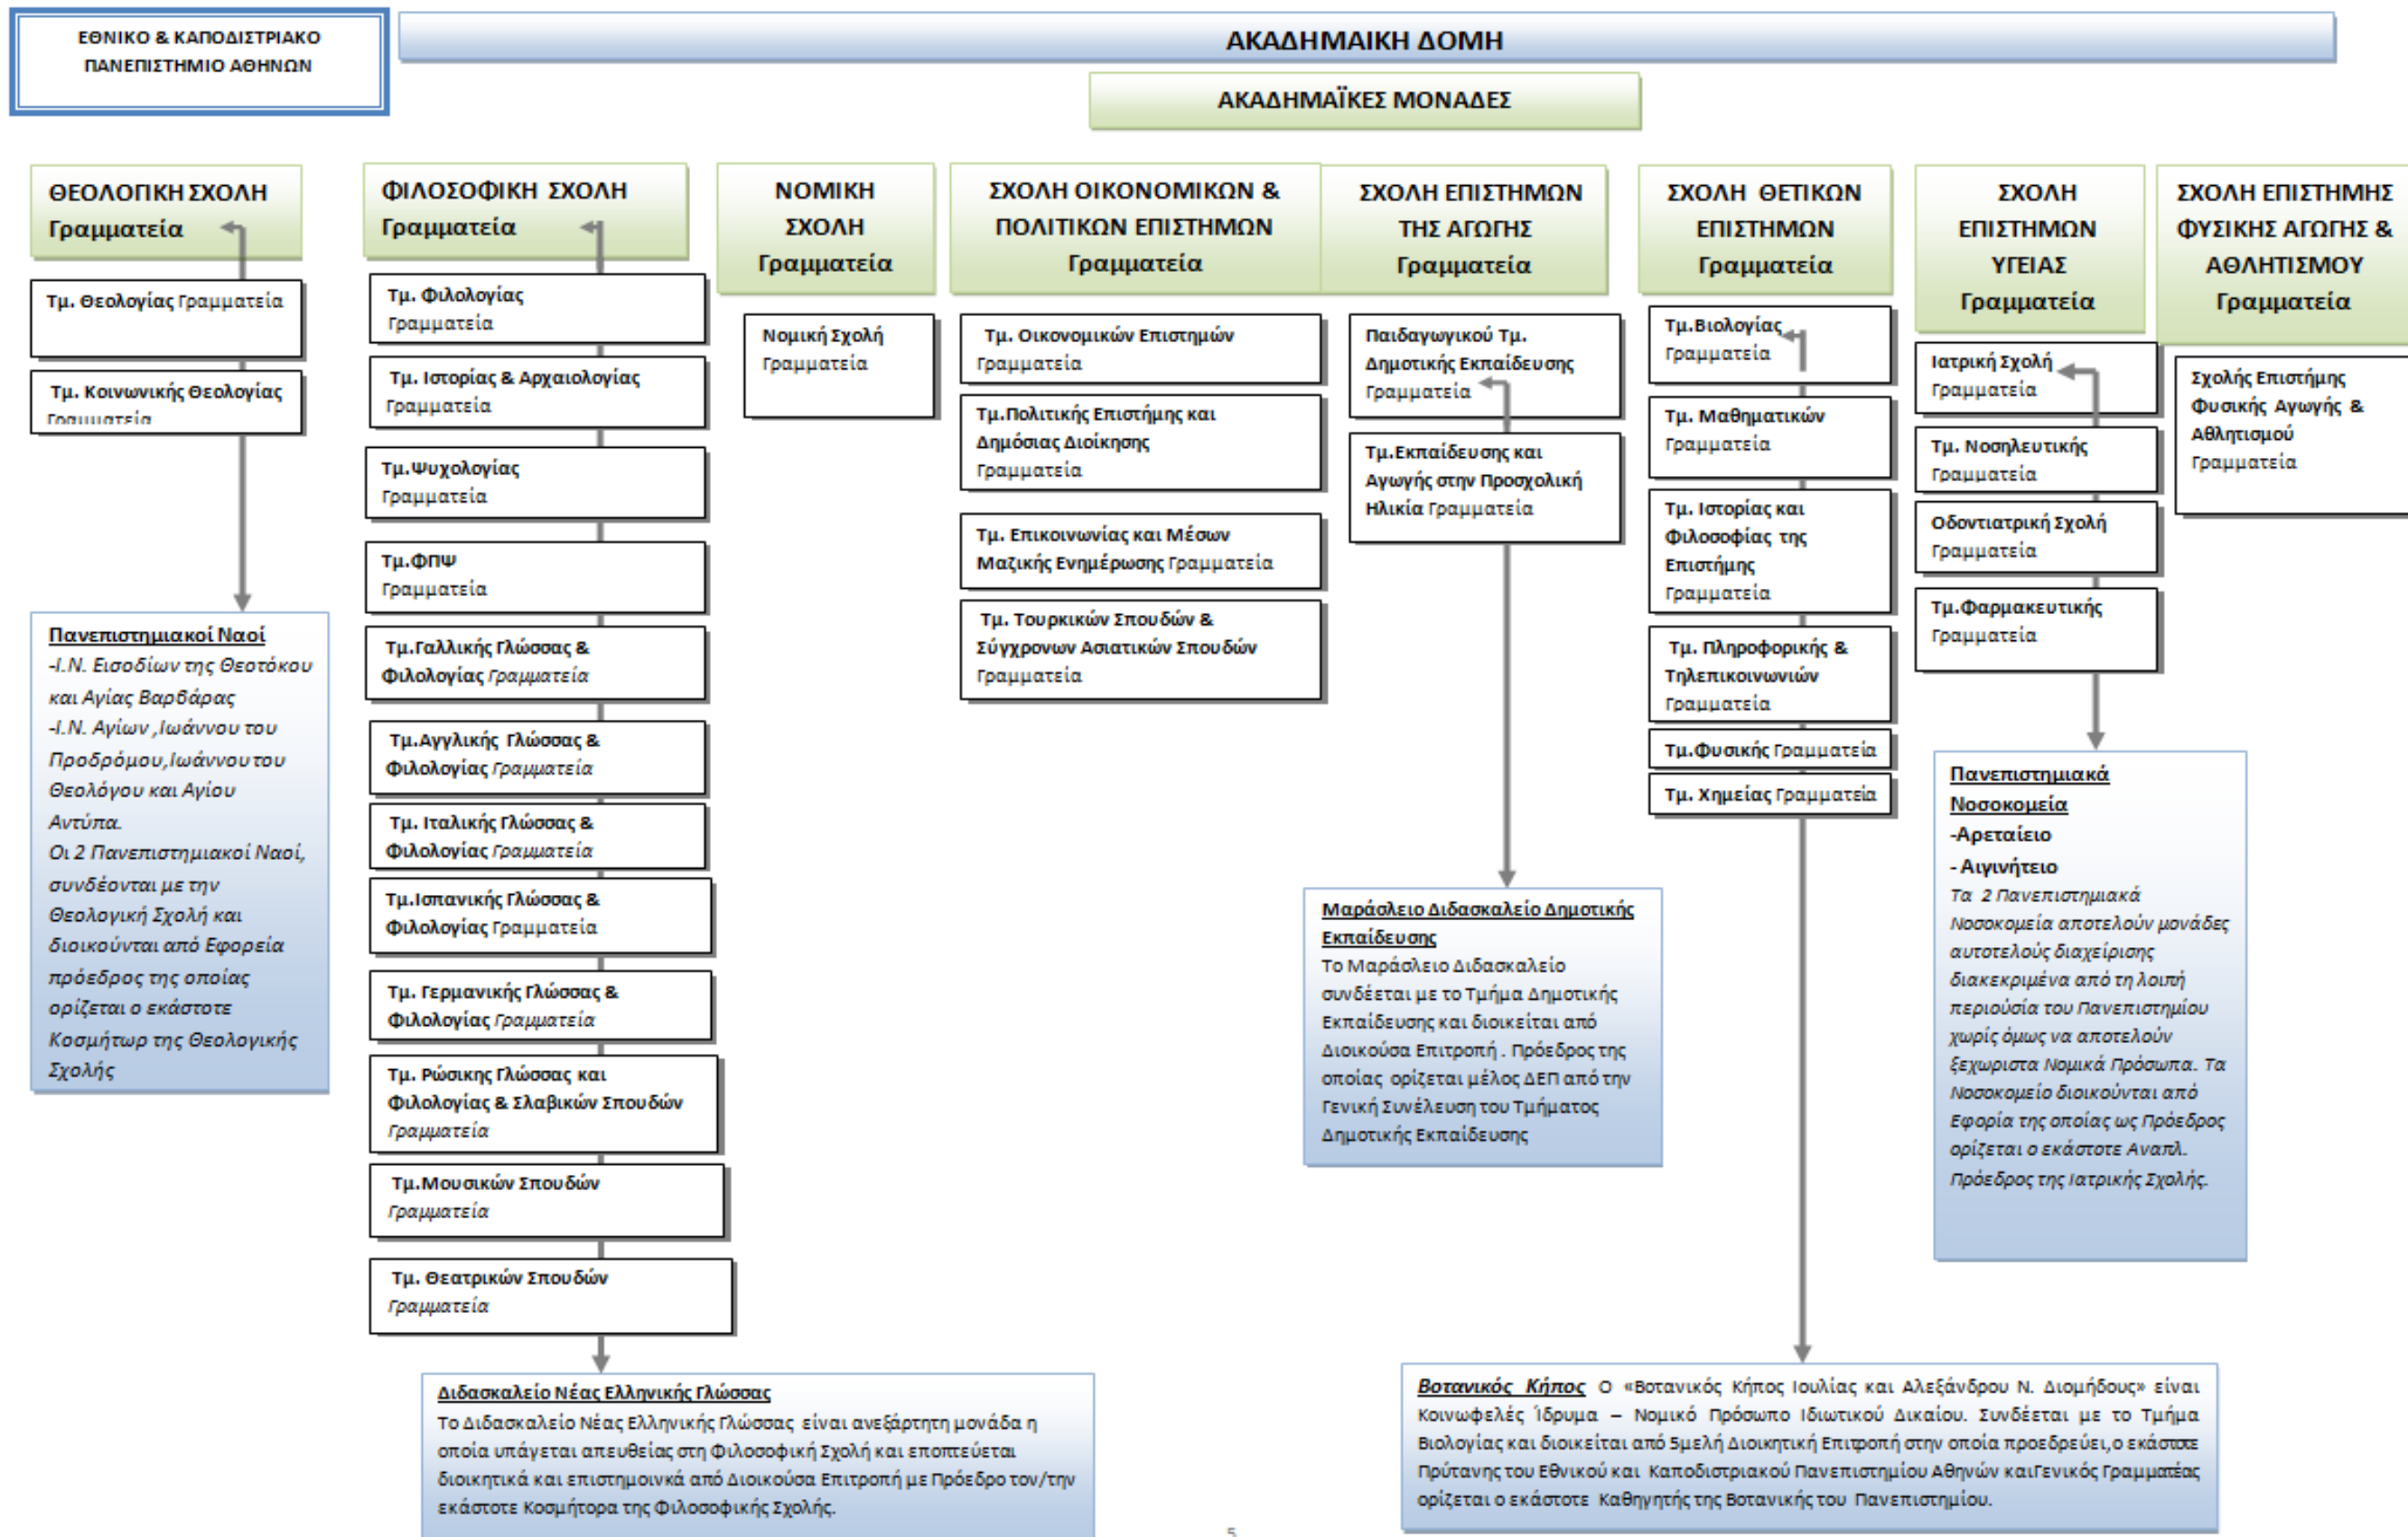 ΕΘΝΙΚΟ & ΚΑΠΟΔΙΣΤΡΙΑΚΟ
ΠΑΝΕΠΙΣΤΗΜΙΟ ΑΘΗΝΩΝ
ΑΚΑΔΗΜΑΙΚΗ ΔΟΜΗ
ΑΚΑΔΗΜΑΪΚΕΣ ΜΟΝΑΔΕΣ
ΘΕΟΛΟΓΙΚΗ ΣΧΟΛΗ
Γραμματεία
Τμ. Θεολογίας Γραμματεία
Τμ. Κοινωνικής Θεολογίας
Γραμματεία
Πανεπιστημιακοί Ναοί
-Ι.Ν. Εισοδίων της Θεοτόκου
και Αγίας Βαρβάρας
-Ι.Ν. Αγίων ,Ιωάννου του
Προδρόμου,Ιωάννου του
Θεολόγου και Αγίου
Αντύπα.
Οι 2 Πανεπιστημιακοί Ναοί,
συνδέονται με την
Θεολογική Σχολή και
διοικούνται από Εφορεία
πρόεδρος της οποίας
ορίζεται ο εκάστοτε
Κοσμήτωρ της Θεολογικής
Σχολής
ΦΙΛΟΣΟΦΙΚΗ ΣΧΟΛΗ
Γραμματεία
Τμ. Φιλολογίας
Γραμματεία
Τμ. Ιστορίας & Αρχαιολογίας
Γραμματεία
Τμ.Ψυχολογίας
Γραμματεία
Τμ.ΦΠΨ
Γραμματεία
Τμ.Γαλλικής Γλώσσας &
Φιλολογίας Γραμματεία
Τμ.Αγγλικής Γλώσσας &
Φιλολογίας Γραμματεία
Τμ. Ιταλικής Γλώσσας &
Φιλολογίας Γραμματεία
Τμ.Ισπανικής Γλώσσας &
Φιλολογίας Γραμματεία
Τμ. Γερμανικής Γλώσσας &
Φιλολογίας Γραμματεία
Τμ. Ρώσικης Γλώσσας και
Φιλολογίας & Σλαβικών Σπουδών
Γραμματεία
Τμ.Μουσικών Σπουδών
Γραμματεία
Τμ. Θεατρικών Σπουδών
Γραμματεία
Διδασκαλείο Νέας Ελληνικής Γλώσσας
Το Διδασκαλείο Νέας Ελληνικής Γλώσσας είναι ανεξάρτητη μονάδα η
οποία υπάγεται απευθείας στη Φιλοσοφική Σχολή και εποπτεύεται
διοικητικά και επιστημοινκά από Διοικούσα Επιτροπή με Πρόεδρο τον/την
εκάστοτε Κοσμήτορα της Φιλοσοφικής Σχολής.
ΝΟΜΙΚΗ
ΣΧΟΛΗ
Γραμματεία
Νομική Σχολή
Γραμματεία
ΣΧΟΛΗ ΟΙΚΟΝΟΜΙΚΩΝ &
ΠΟΛΙΤΙΚΩΝ ΕΠΙΣΤΗΜΩΝ
Γραμματεία
Τμ. Οικονομικών Επιστημών
Γραμματεία
Τμ.Πολιτικής Επιστήμης και
Δημόσιας Διοίκησης
Γραμματεία
Τμ. Επικοινωνίας και Μέσων
Μαζικής Ενημέρωσης Γραμματεία
Τμ. Τουρκικών Σπουδών &
Σύγχρονων Ασιατικών Σπουδών
Γραμματεία
ΣΧΟΛΗ ΕΠΙΣΤΗΜΩΝ
ΤΗΣ ΑΓΩΓΗΣ
Γραμματεία
Παιδαγωγικού Τμ.
Δημοτικής Εκπαίδευσης
Γραμματεία
Τμ.Εκπαίδευσης και
Αγωγής στην Προσχολική
Ηλικία Γραμματεία
Μαράσλειο Διδασκαλείο Δημοτικής
Εκπαίδευσης
Το Μαράσλειο Διδασκαλείο
συνδέεται με το Τμήμα Δημοτικής
Εκπαίδευσης και διοικείται από
Διοικούσα Επιτροπή . Πρόεδρος της
οποίας ορίζεται μέλος ΔΕΠ από την
Γενική Συνέλευση του Τμήματος
Δημοτικής Εκπαίδευσης
ΣΧΟΛΗ ΘΕΤΙΚΩΝ
ΕΠΙΣΤΗΜΩΝ
Γραμματεία
Τμ.Βιολογίας
Γραμματεία
Τμ. Μαθηματικών
Γραμματεία
Τμ. Ιστορίας και
Φιλοσοφίας της
Επιστήμης
Γραμματεία
Τμ. Πληροφορικής &
Τηλεπικοινωνιών
Γραμματεία
Τμ.Φυσικής Γραμματεία
Τμ. Χημείας Γραμματεία
Βοτανικός Κήπος Ο «Βοτανικός Κήπος Ιουλίας και Αλεξάνδρου Ν. Διομήδους» είναι
Κοινωφελές Ίδρυμα – Νομικό Πρόσωπο Ιδιωτικού Δικαίου. Συνδέεται με το Τμήμα
Βιολογίας και διοικείται από 5μελή Διοικητική Επιτροπή στην οποία προεδρεύει,ο εκάστοτε
Πρύτανης του Εθνικού και Καποδιστριακού Πανεπιστημίου Αθηνών καιΓενικός Γραμματέας
ορίζεται ο εκάστοτε Καθηγητής της Βοτανικής του Πανεπιστημίου.
ΣΧΟΛΗ
ΕΠΙΣΤΗΜΩΝ
ΥΓΕΙΑΣ
Γραμματεία
Ιατρική Σχολή
Γραμματεία
Τμ. Νοσηλευτικής
Γραμματεία
Οδοντιατρική Σχολή
Γραμματεία
Τμ.Φαρμακευτικής
Γραμματεία
Πανεπιστημιακά
Νοσοκομεία
-Αρεταίειο
- Αιγινήτειο
Τα 2 Πανεπιστημιακά
Νοσοκομεία αποτελούν μονάδες
αυτοτελούς διαχείρισης
διακεκριμένα από τη λοιπή
περιούσία του Πανεπιστημίου
χωρίς όμως να αποτελούν
ξεχωριστα Νομικά Πρόσωπα. Τα
Νοσοκομείο διοικούνται από
Εφορία της οποίας ως Πρόεδρος
ορίζεται ο εκάστοτε Αναπλ.
Πρόεδρος της Ιατρικής Σχολής.
ΣΧΟΛΗ ΕΠΙΣΤΗΜΗΣ
ΦΥΣΙΚΗΣ ΑΓΩΓΗΣ &
ΑΘΛΗΤΙΣΜΟΥ
Γραμματεία
Σχολής Επιστήμης
Φυσικής Αγωγής &
Αθλητισμού
Γραμματεία
5